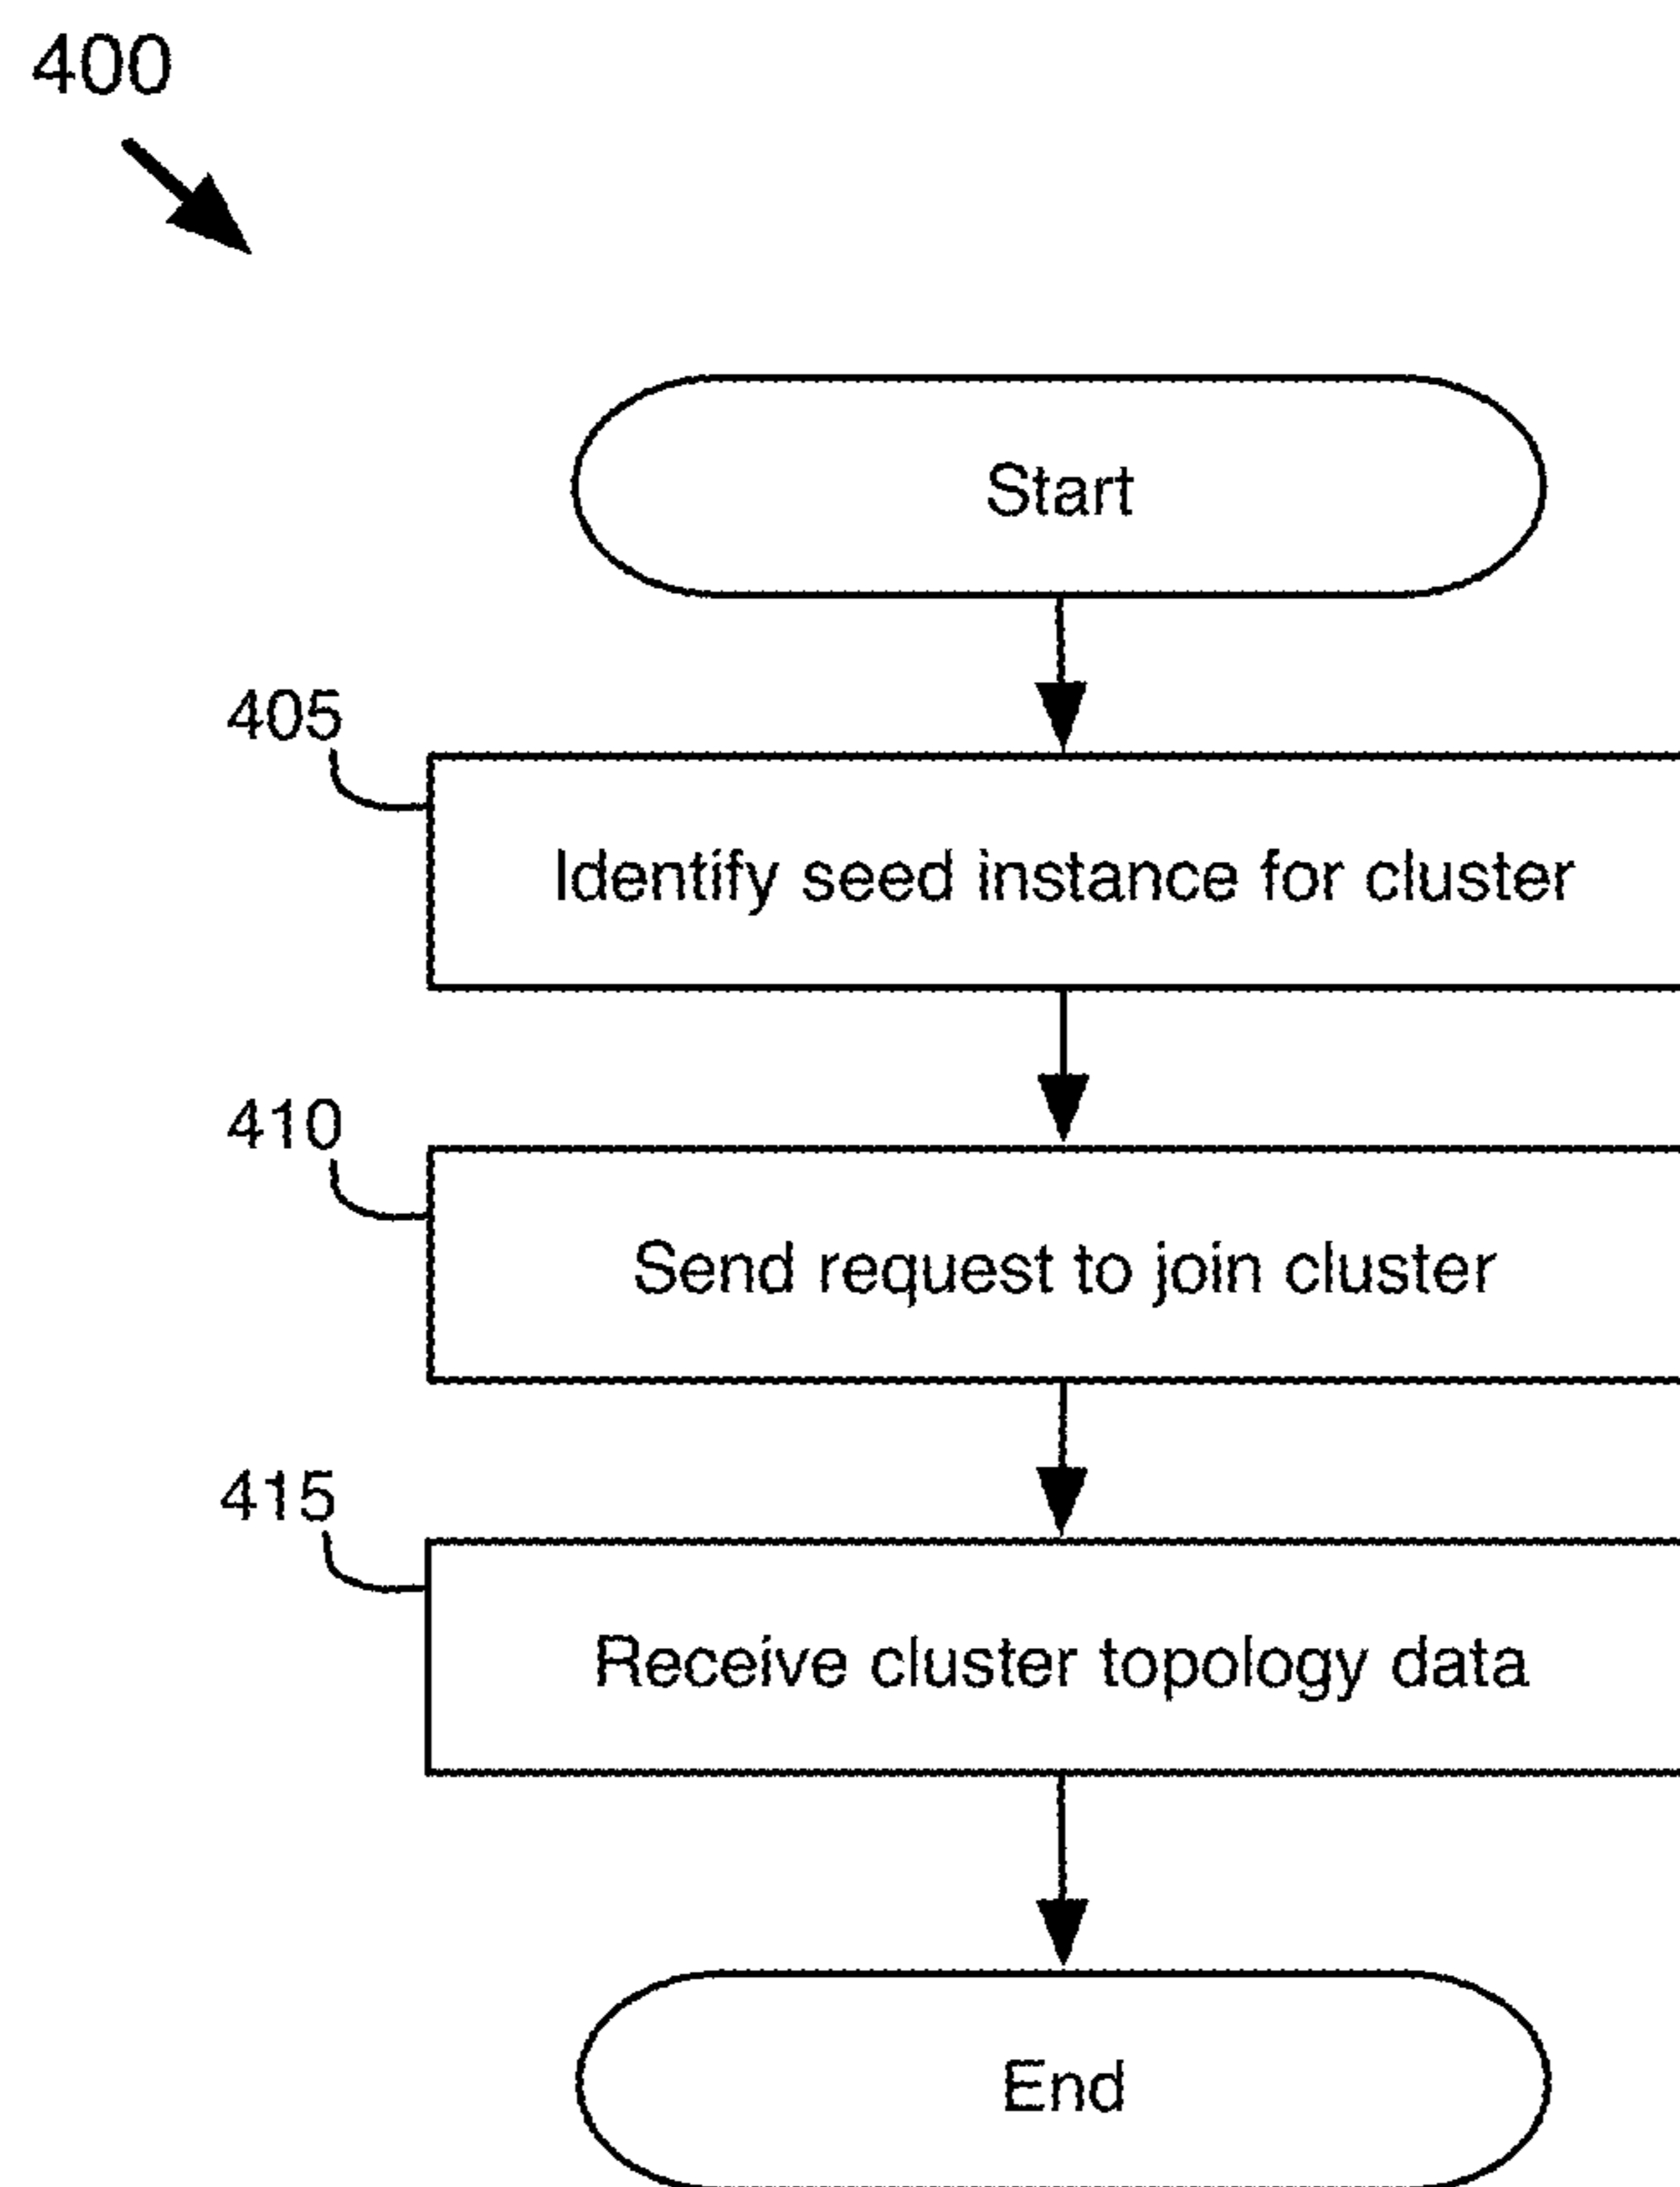 400
Start
405
Identify seed instance for cluster
410
Send request to join cluster
415
Receive cluster topology data
End